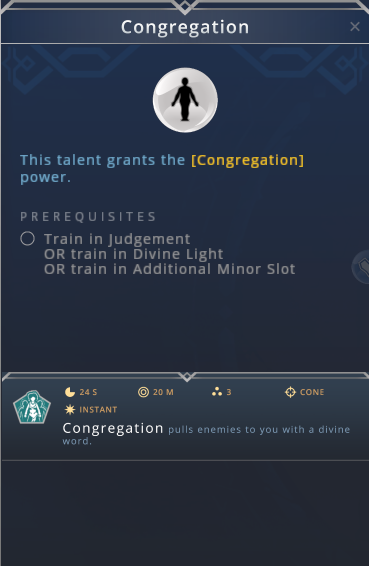 Congregation
This talent grants the [Congregation]
power.
PREREQUISITES
Train in Judgement
OR train in Divine Light
OR train in Additional Minor Slot
24 S 20 M 3 CONE
INSTANT
Congregation pulls enemies to you with a divine
word.